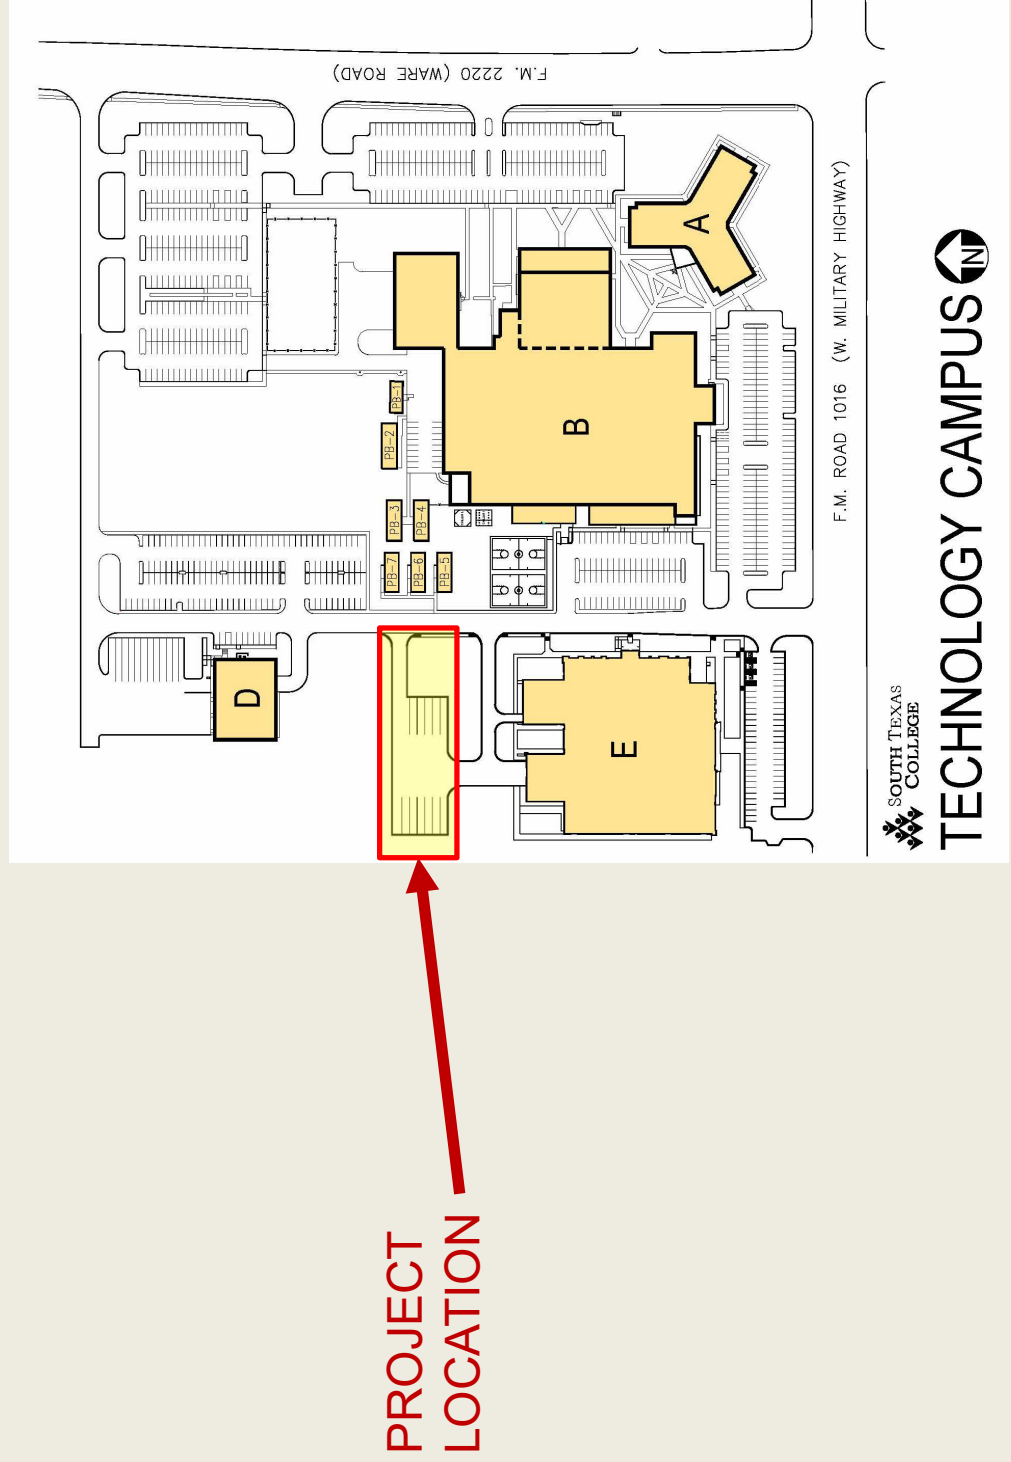 F.M. 2220 (WARE ROAD)
A
B
PB-1
PB-2
PB-3
PB-4
PB-7
PB-6
PB-5
D
E
F.M. ROAD 1016 (W. MILITARY HIGHWAY)
PROJECT
LOCATION
SOUTH TEXAS
COLLEGE
TECHNOLOGY CAMPUS
N